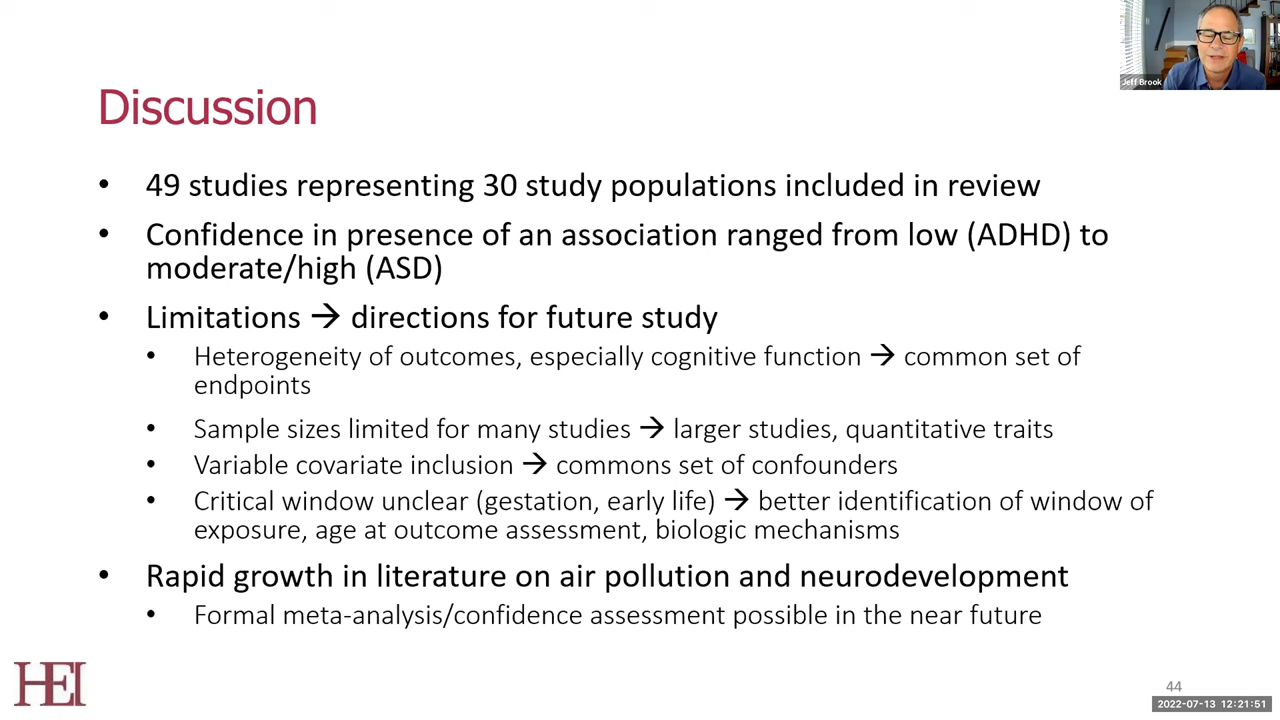 Jeff Brook
Discussion
• 49 studies representing 30 study populations included in review
• Confidence in presence of an association ranged from low (ADHD) to
moderate/high (ASD)
• Limitations → directions for future study
• Heterogeneity of outcomes, especially cognitive function → common set of
endpoints
• Sample sizes limited for many studies → larger studies, quantitative traits
• Variable covariate inclusion → commons set of confounders
• Critical window unclear (gestation, early life) → better identification of window of
exposure, age at outcome assessment, biologic mechanisms
• Rapid growth in literature on air pollution and neurodevelopment
• Formal meta-analysis/confidence assessment possible in the near future
HEI
44
2022-07-13 12:21:51